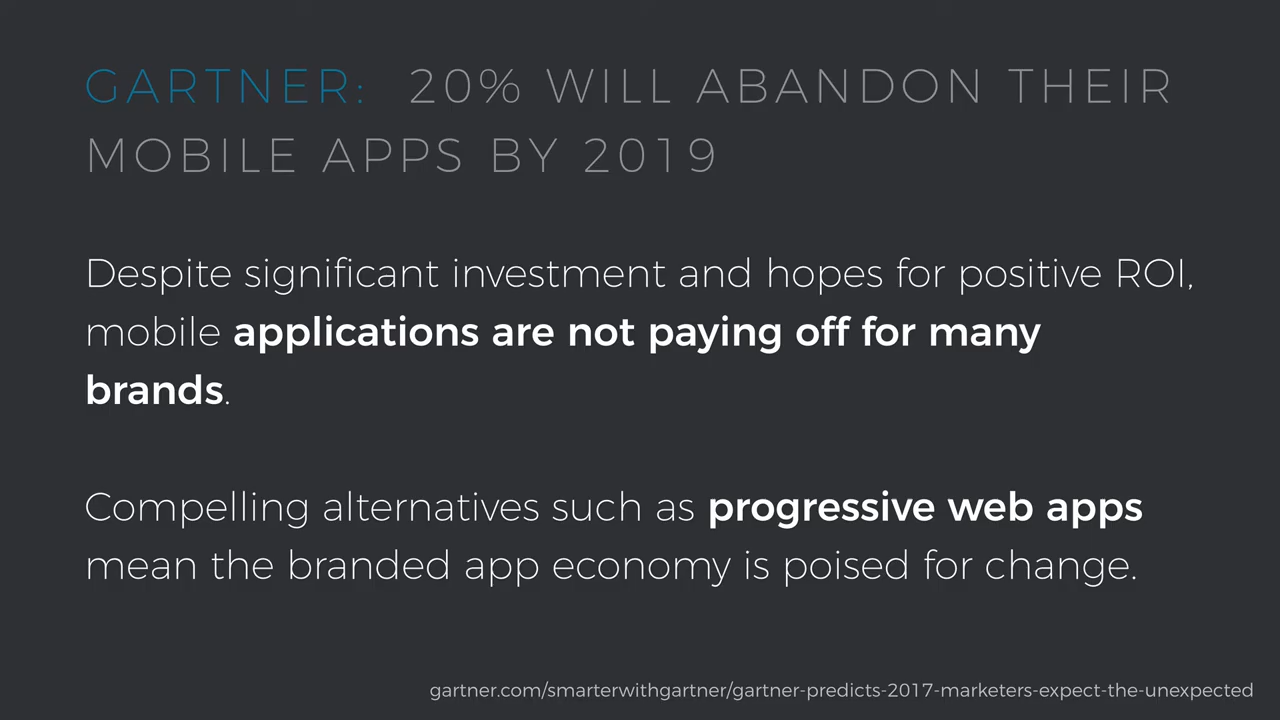 GARTNER: 20% WILL ABANDON THEIR
MOBILE APPS BY 2019
Despite significant investment and hopes for positive ROI,
mobile applications are not paying off for many
brands.
Compelling alternatives such as progressive web apps
mean the branded app economy is poised for change.
gartner.com/smarterwithgartner/gartner-predicts-2017-marketers-expect-the-unexpected